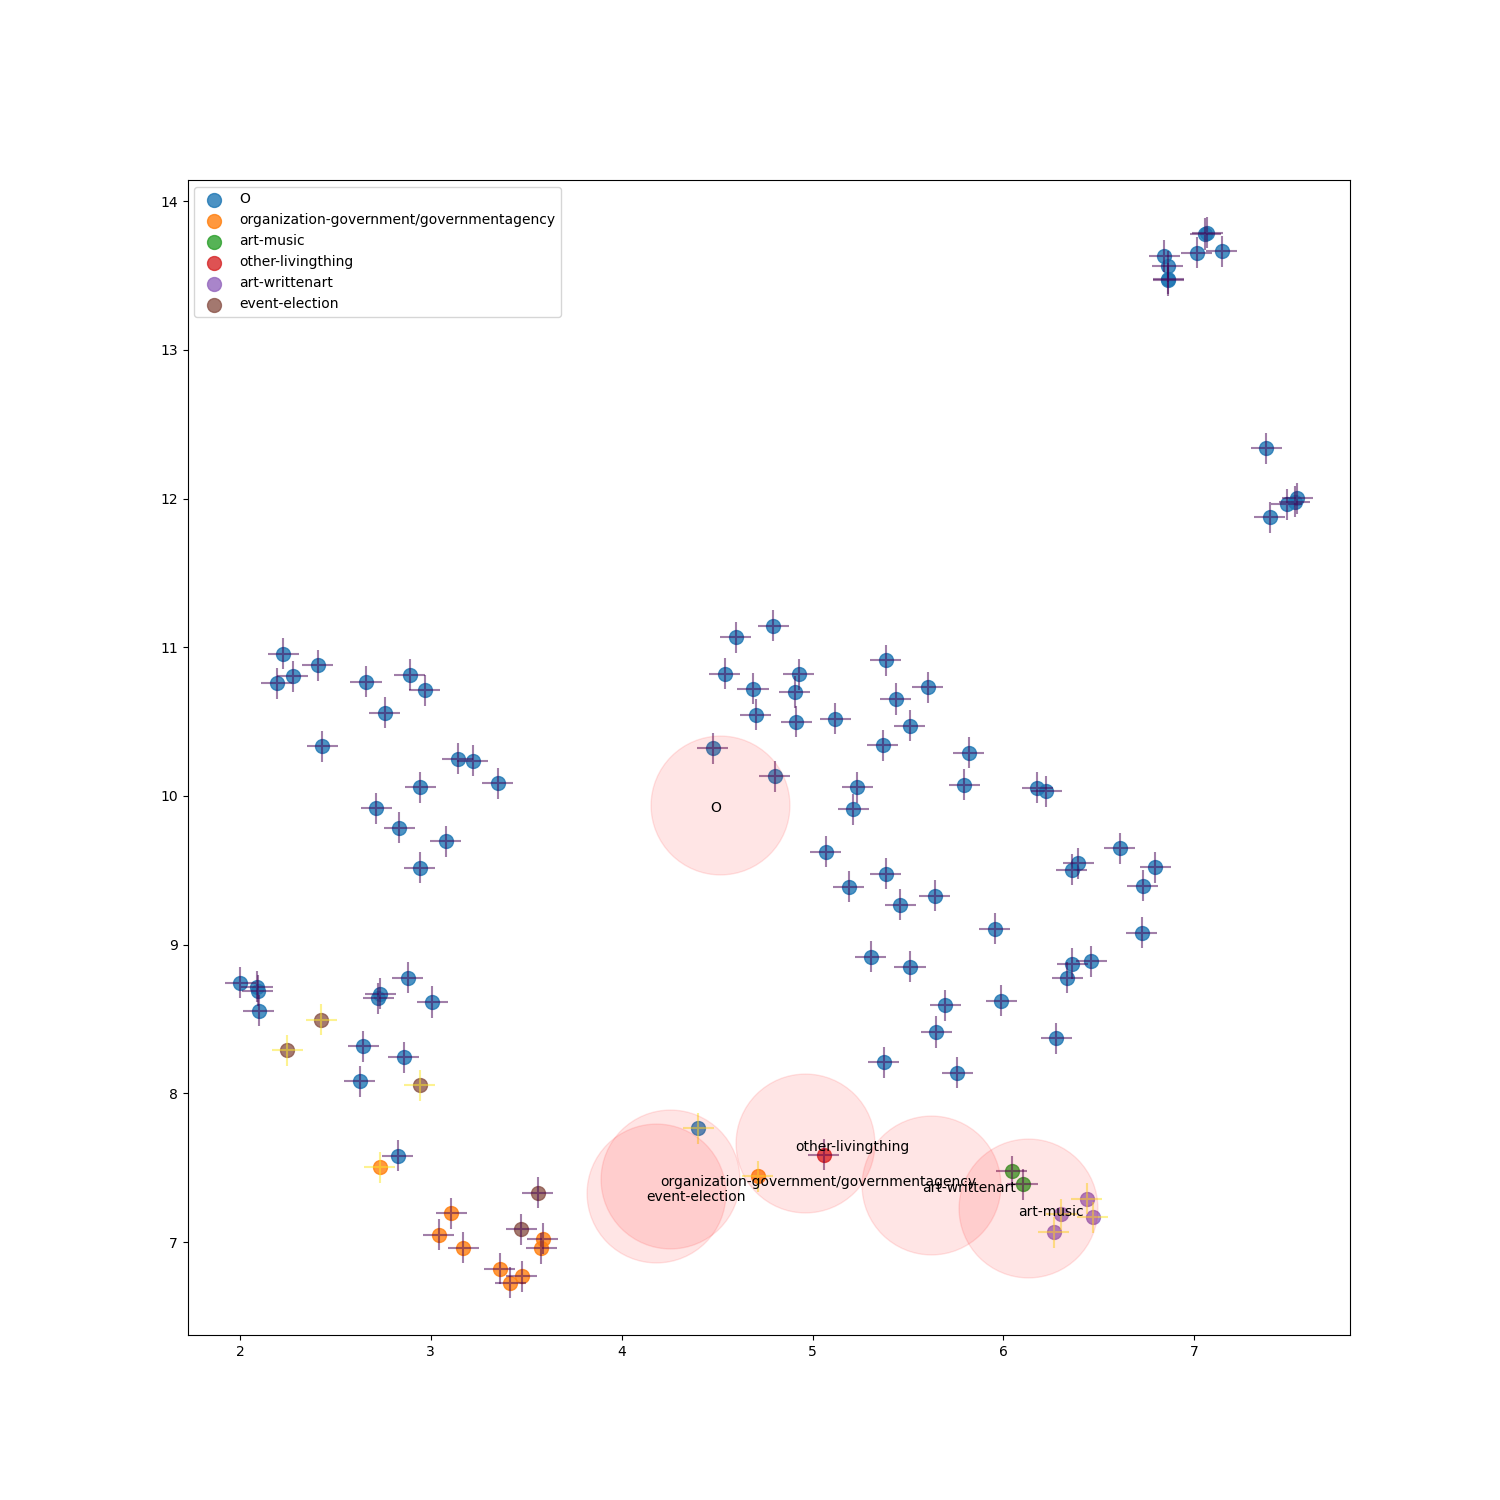 O
organization-government/governmentagency
art-music
other-livingthing
art-writtenart
event-election
14
13
12
11
10
9
8
7
O
other-livingthing
organization-government/governmentagency
art-writtenart
event-election
art-music
2 3 4 5 6 7